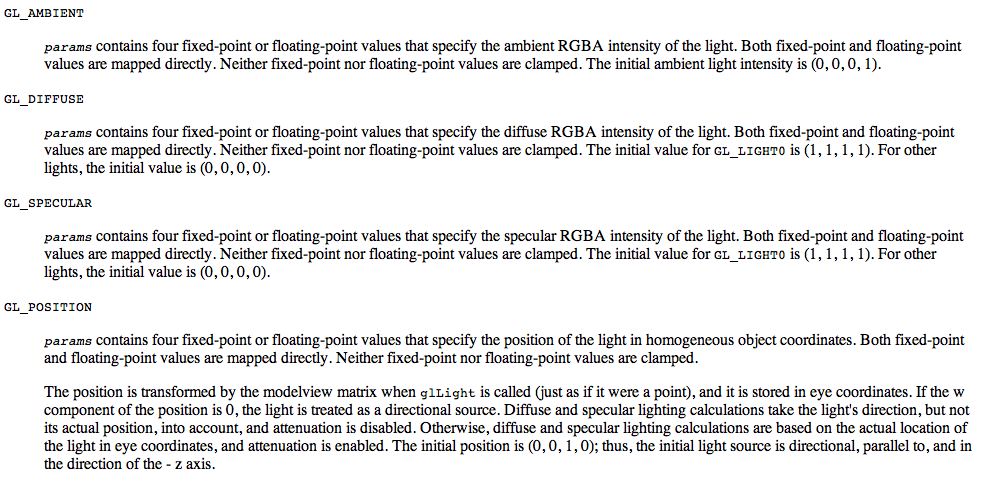 GL_AMBIENT
params contains four fixed-point or floating-point values that specify the ambient RGBA intensity of the light. Both fixed-point and floating-point
values are mapped directly. Neither fixed-point nor floating-point values are clamped. The initial ambient light intensity is (0, 0, 0, 1).
GL_DIFFUSE
params contains four fixed-point or floating-point values that specify the diffuse RGBA intensity of the light. Both fixed-point and floating-point
values are mapped directly. Neither fixed-point nor floating-point values are clamped. The initial value for GL_LIGHT0 is (1, 1, 1, 1). For other
lights, the initial value is (0, 0, 0, 0).
GL_SPECULAR
params contains four fixed-point or floating-point values that specify the specular RGBA intensity of the light. Both fixed-point and floating-point
values are mapped directly. Neither fixed-point nor floating-point values are clamped. The initial value for GL_LIGHT0 is (1, 1, 1, 1). For other
lights, the initial value is (0, 0, 0, 0).
GL_POSITION
params contains four fixed-point or floating-point values that specify the position of the light in homogeneous object coordinates. Both fixed-point
and floating-point values are mapped directly. Neither fixed-point nor floating-point values are clamped.
The position is transformed by the modelview matrix when glLight is called (just as if it were a point), and it is stored in eye coordinates. If the w
component of the position is 0, the light is treated as a directional source. Diffuse and specular lighting calculations take the light's direction, but not
its actual position, into account, and attenuation is disabled. Otherwise, diffuse and specular lighting calculations are based on the actual location of
the light in eye coordinates, and attenuation is enabled. The initial position is (0, 0, 1, 0); thus, the initial light source is directional, parallel to, and in
the direction of the - z axis.